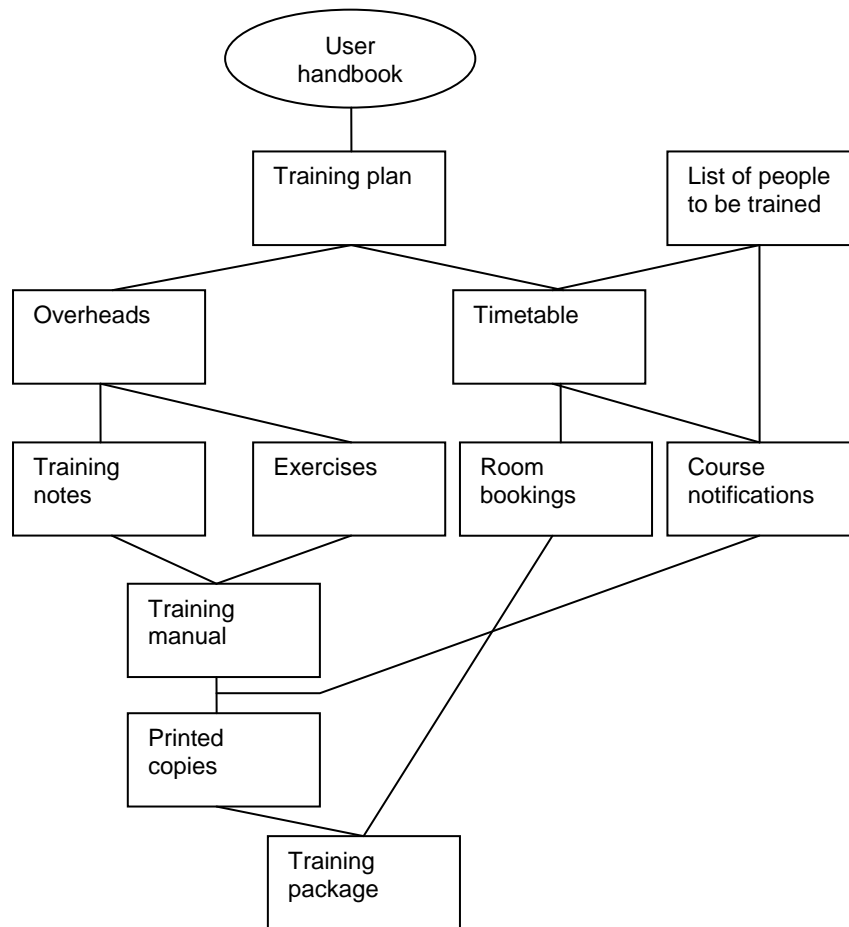 User
handbook
Training plan
List of people
to be trained
Overheads
Timetable
Training
notes
Exercises
Room
bookings
Course
notifications
Training
manual
Printed
copies
Training
package